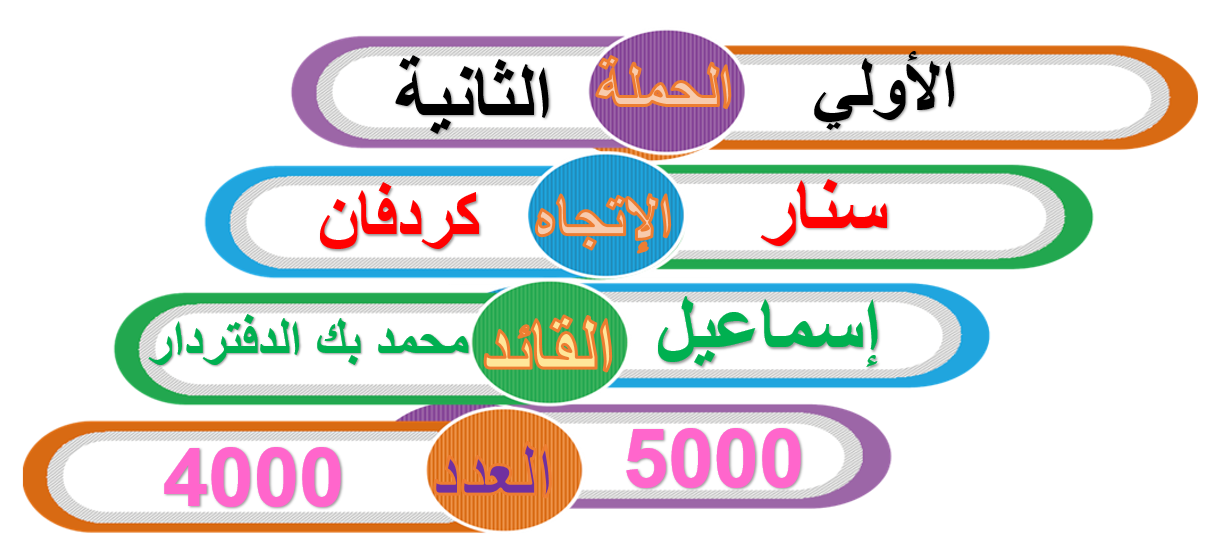 الأولي الحملة الثانية
سنار الإتجاه كردفان
إسماعيل القائد محمد بك الدفتردار
5000 العدد 4000